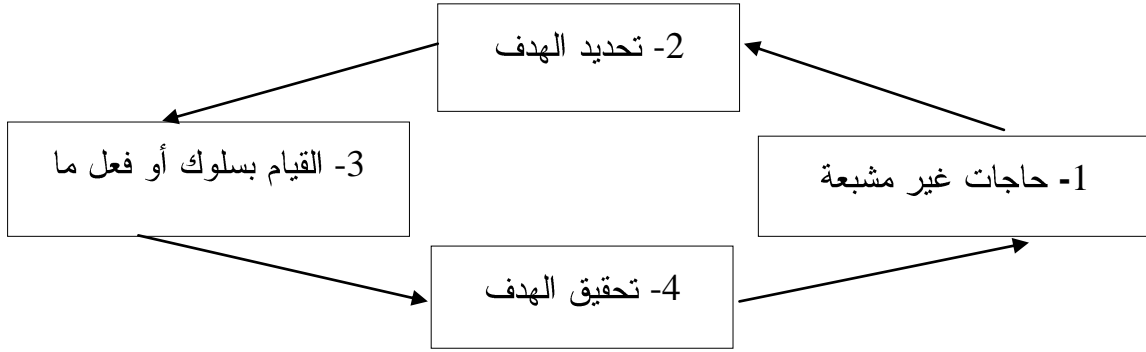 2- تحديد الهدف
3- القيام بسلوك أو فعل ما
1- حاجات غير مشبعة
4- تحقيق الهدف